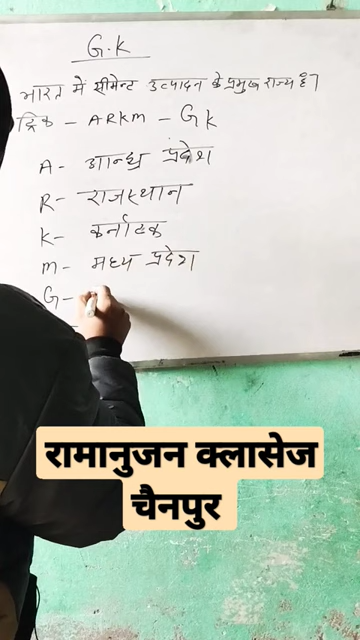 G.K
भारत में सीमेन्ट उत्पादन के प्रमुख राज्य हैं।
ट्रिक - ARKM - GK
A - आन्ध्र प्रदेश
R - राजस्थान
K - कर्नाटक
M - मध्य प्रदेश
G -
रामानुजन क्लासेज
चैनपुर